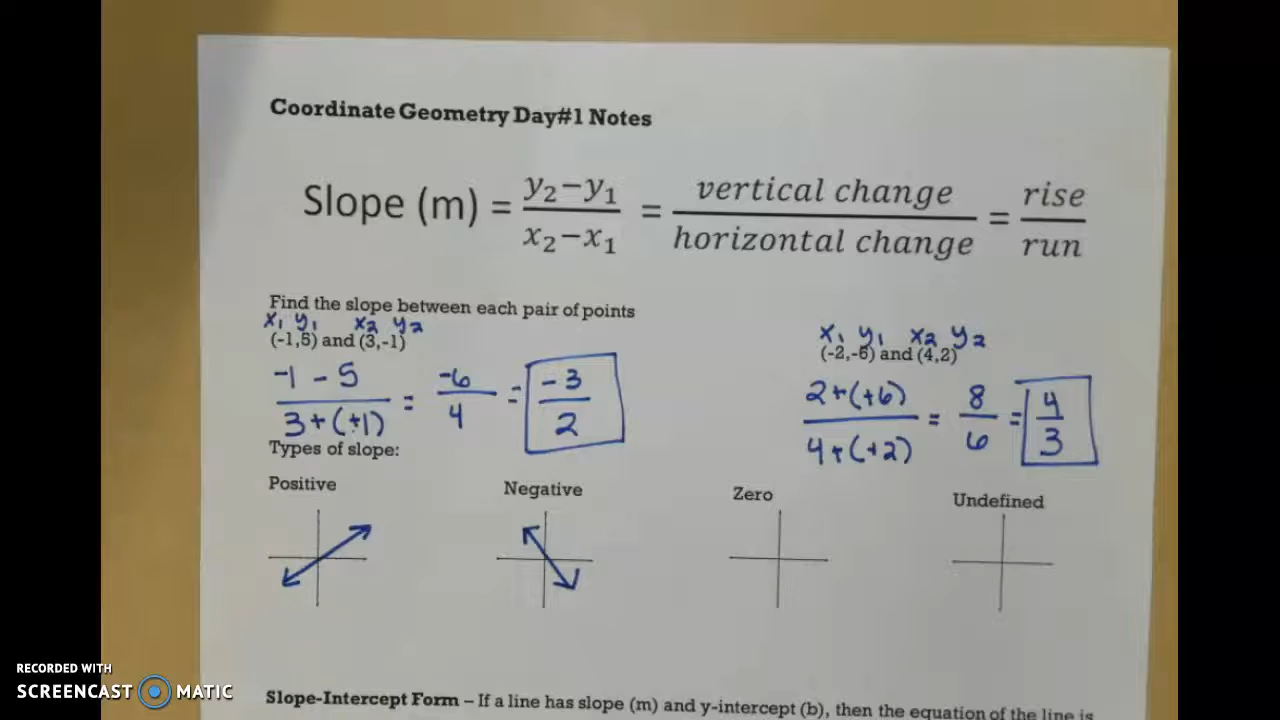 Coordinate Geometry Day#1 Notes
Slope (m) = y₂−y₁ / x₂−x₁ = vertical change / horizontal change = rise / run
Find the slope between each pair of points
x₁ y₁ x₂ y₂
(-1,5) and (3,-1)
-1 - 5 / 3+(+1) = -6 / 4 = -3 / 2
x₁ y₁ x₂ y₂
(-2,-6) and (4,2)
2+(+6) / 4+(+2) = 8 / 6 = 4 / 3
Types of slope:
Positive
Negative
Zero
Undefined
Slope-Intercept Form – If a line has slope (m) and y-intercept (b), then the equation of the line is
RECORDED WITH
SCREENCAST MATIC